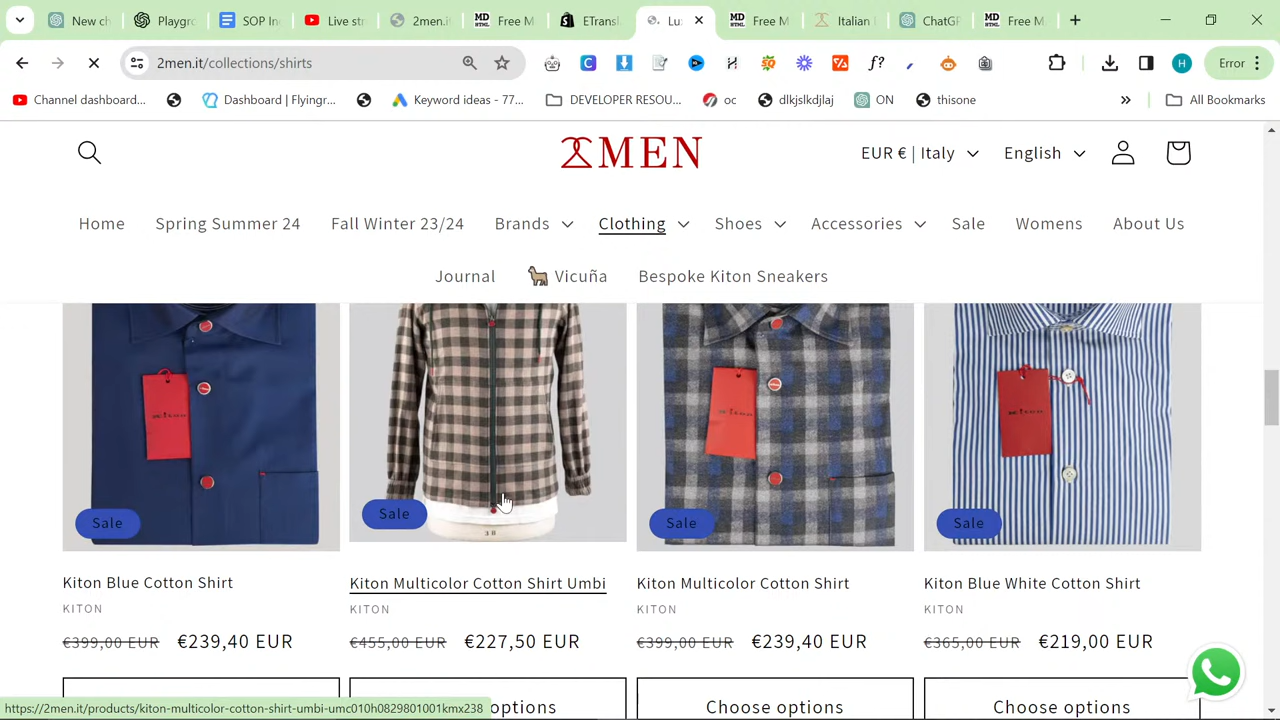 New ch
Playgro
SOP In
Live str
2men.it
Free M
ETransl
Lux
Free M
Italian
ChatGP
Free M
2men.it/collections/shirts
Error
Channel dashboard...
Dashboard | Flyingr...
Keyword ideas - 77...
DEVELOPER RESOU...
oc
dlkjslkdjlaj
ON
thisone
All Bookmarks
2MEN
EUR € | Italy
English
Home
Spring Summer 24
Fall Winter 23/24
Brands
Clothing
Shoes
Accessories
Sale
Womens
About Us
Journal
Vicuña
Bespoke Kiton Sneakers
Kiton
Kiton
38
Sale
Sale
Sale
Sale
Kiton Blue Cotton Shirt
Kiton Multicolor Cotton Shirt Umbi
Kiton Multicolor Cotton Shirt
Kiton Blue White Cotton Shirt
KITON
KITON
KITON
KITON
€399,00 EUR €239,40 EUR
€455,00 EUR €227,50 EUR
€399,00 EUR €239,40 EUR
€365,00 EUR €219,00 EUR
https://2men.it/products/kiton-multicolor-cotton-shirt-umbi-umc010h0829801001kmx238
options
Choose options
Choose options